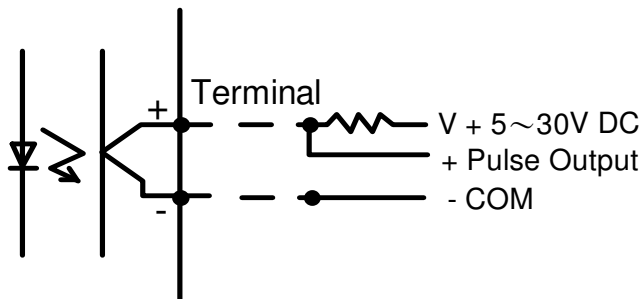 Terminal
+
V + 5～30V DC
+ Pulse Output
-
- COM